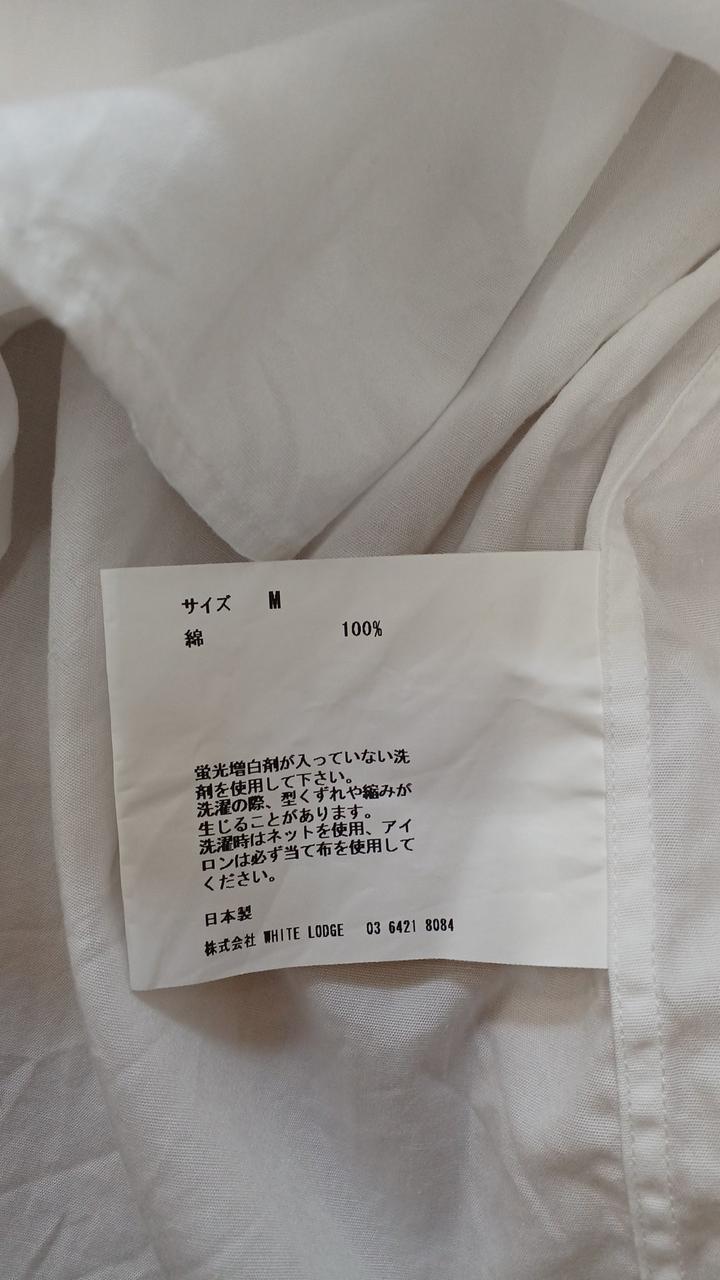 サイズ M
綿 100%
蛍光増白剤が入っていない洗
剤を使用して下さい。
洗濯の際、型くずれや縮みが
生じることがあります。
洗濯時はネットを使用、アイ
ロンは必ず当て布を使用して
ください。
日本製
株式会社 WHITE LODGE 03 6421 8084